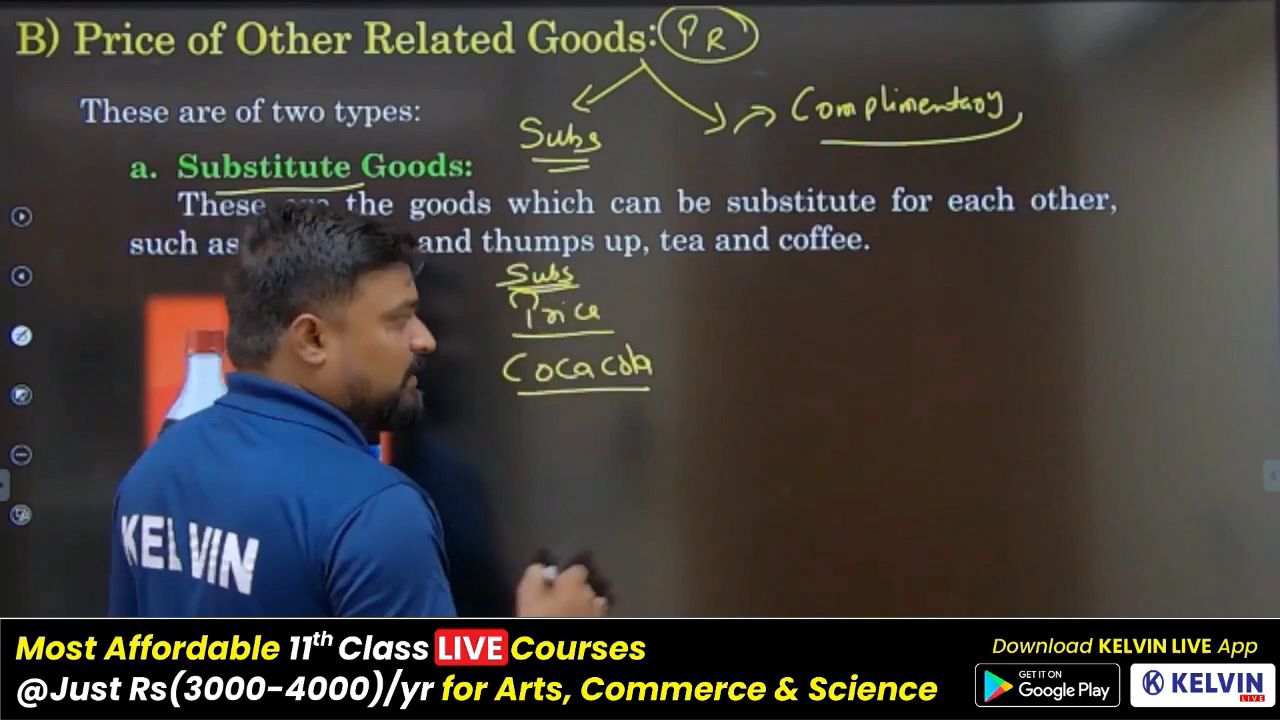 B) Price of Other Related Goods: PR
These are of two types:
Subs
Complimentary
a. Substitute Goods:
These the goods which can be substitute for each other,
such as and thumps up, tea and coffee.
Subs
Price
Coca cola
KELVIN
Most Affordable 11th Class LIVE Courses
@Just Rs(3000-4000)/yr for Arts, Commerce & Science
Download KELVIN LIVE App
GET IT ON
Google Play
KELVIN
LIVE